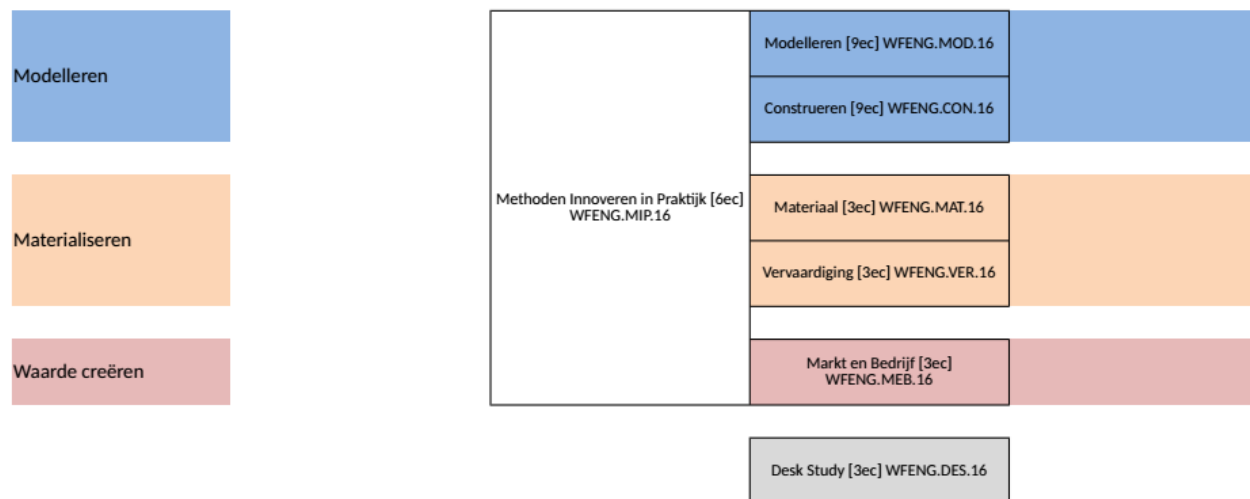 Modelleren
Modelleren [9ec] WFENG.MOD.16
Construeren [9ec] WFENG.CON.16
Methoden Innoveren in Praktijk [6ec]
WFENG.MIP.16
Materialiseren
Materiaal [3ec] WFENG.MAT.16
Vervaardiging [3ec] WFENG.VER.16
Waarde creëren
Markt en Bedrijf [3ec]
WFENG.MEB.16
Desk Study [3ec] WFENG.DES.16